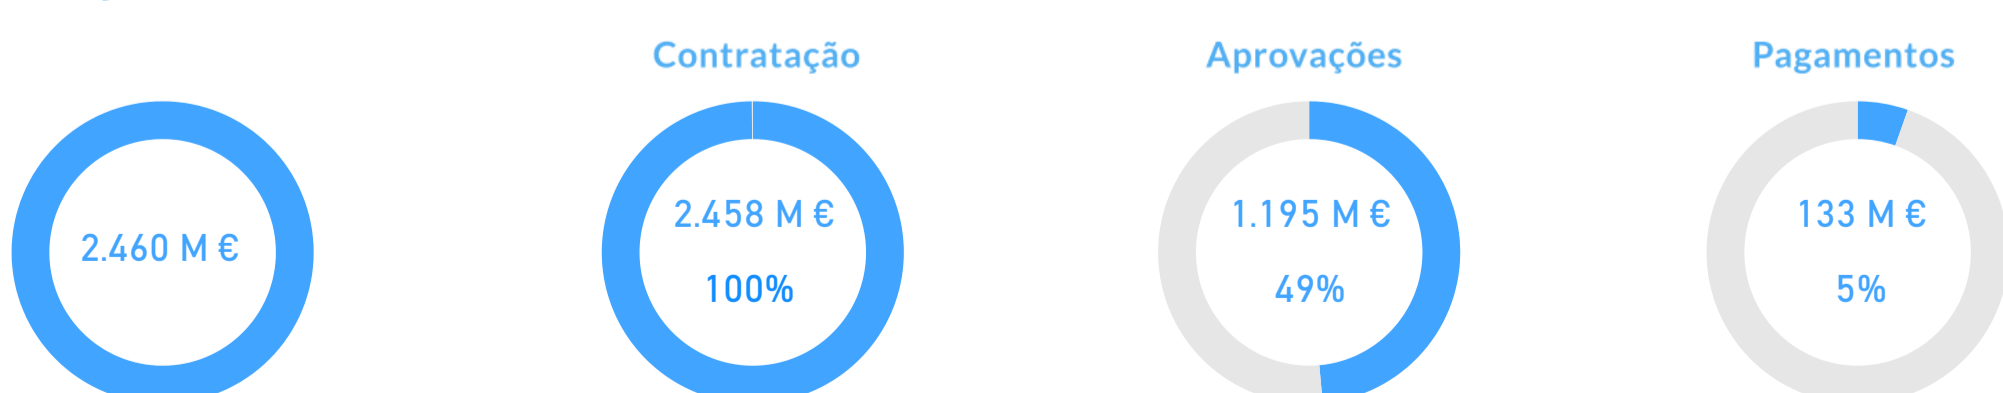 Contratação
Aprovações
Pagamentos
2.460 M €
2.458 M €
100%
1.195 M €
49%
133 M €
5%